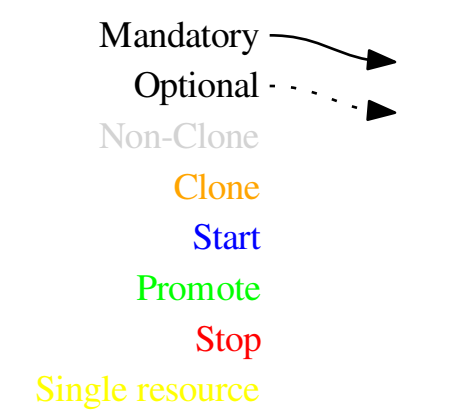 Mandatory
Optional
Non-Clone
Clone
Start
Promote
Stop
Single resource